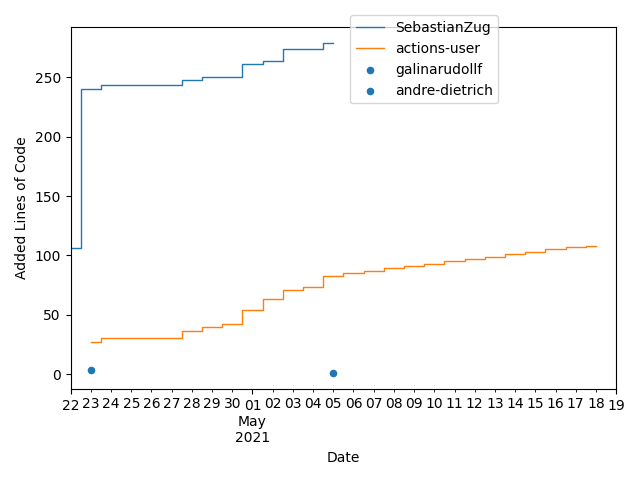 SebastianZug
actions-user
galinarudollf
andre-dietrich
250
200
150
100
50
0
Added Lines of Code
22 23 24 25 26 27 28 29 30 01 02 03 04 05 06 07 08 09 10 11 12 13 14 15 16 17 18 19
May
2021
Date